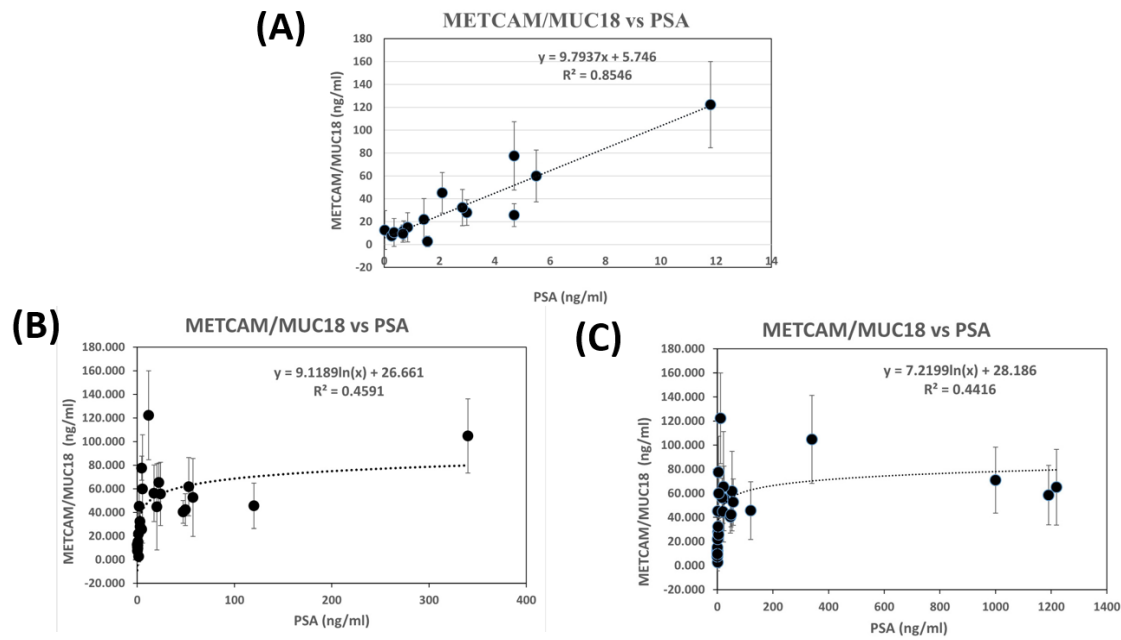 (A)
METCAM/MUC18 vs PSA
180
160
140
120
100
80
60
40
20
0
-20
METCAM/MUC18 (ng/ml)
y = 9.7937x + 5.746
R² = 0.8546
0 2 4 6 8 10 12 14
PSA (ng/ml)
(B)
METCAM/MUC18 vs PSA
180.000
160.000
140.000
120.000
100.000
80.000
60.000
40.000
20.000
0.000
-20.000
METCAM/MUC18 (ng/ml)
y = 9.1189ln(x) + 26.661
R² = 0.4591
0 100 200 300 400
PSA (ng/ml)
(C)
METCAM/MUC18 vs PSA
180.000
160.000
140.000
120.000
100.000
80.000
60.000
40.000
20.000
0.000
-20.000
METCAM/MUC18 (ng/ml)
y = 7.2199ln(x) + 28.186
R² = 0.4416
0 200 400 600 800 1000 1200 1400
PSA (ng/ml)